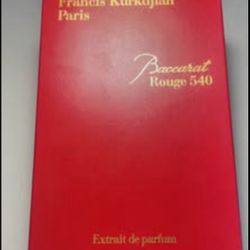 Francis Kurkdjian
Paris
Baccarat
Rouge 540
Extrait de parfum